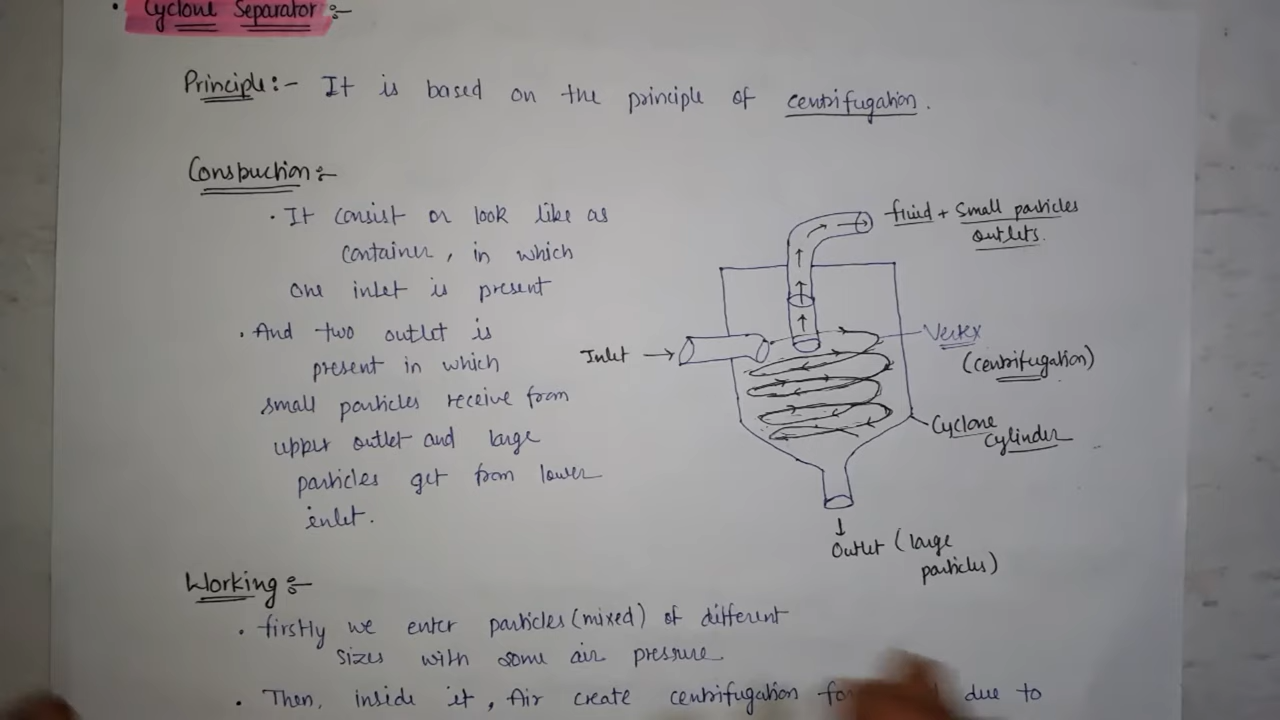 • Cyclone Separator :-
Principle :- It is based on the principle of centrifugation.
Construction :-
• It consist or look like as
container, in which
one inlet is present
• And two outlet is
present in which
small particles receive from
upper outlet and large
particles get from lower
inlet.
fluid + Small particles
outlets.
Inlet →
Vertex
(centrifugation)
Cyclone
cylinder
↓
Outlet (large
particles)
Working :-
• firstly we enter particles (mixed) of different
sizes with some air pressure
• Then, inside it, Air create centrifugation due to